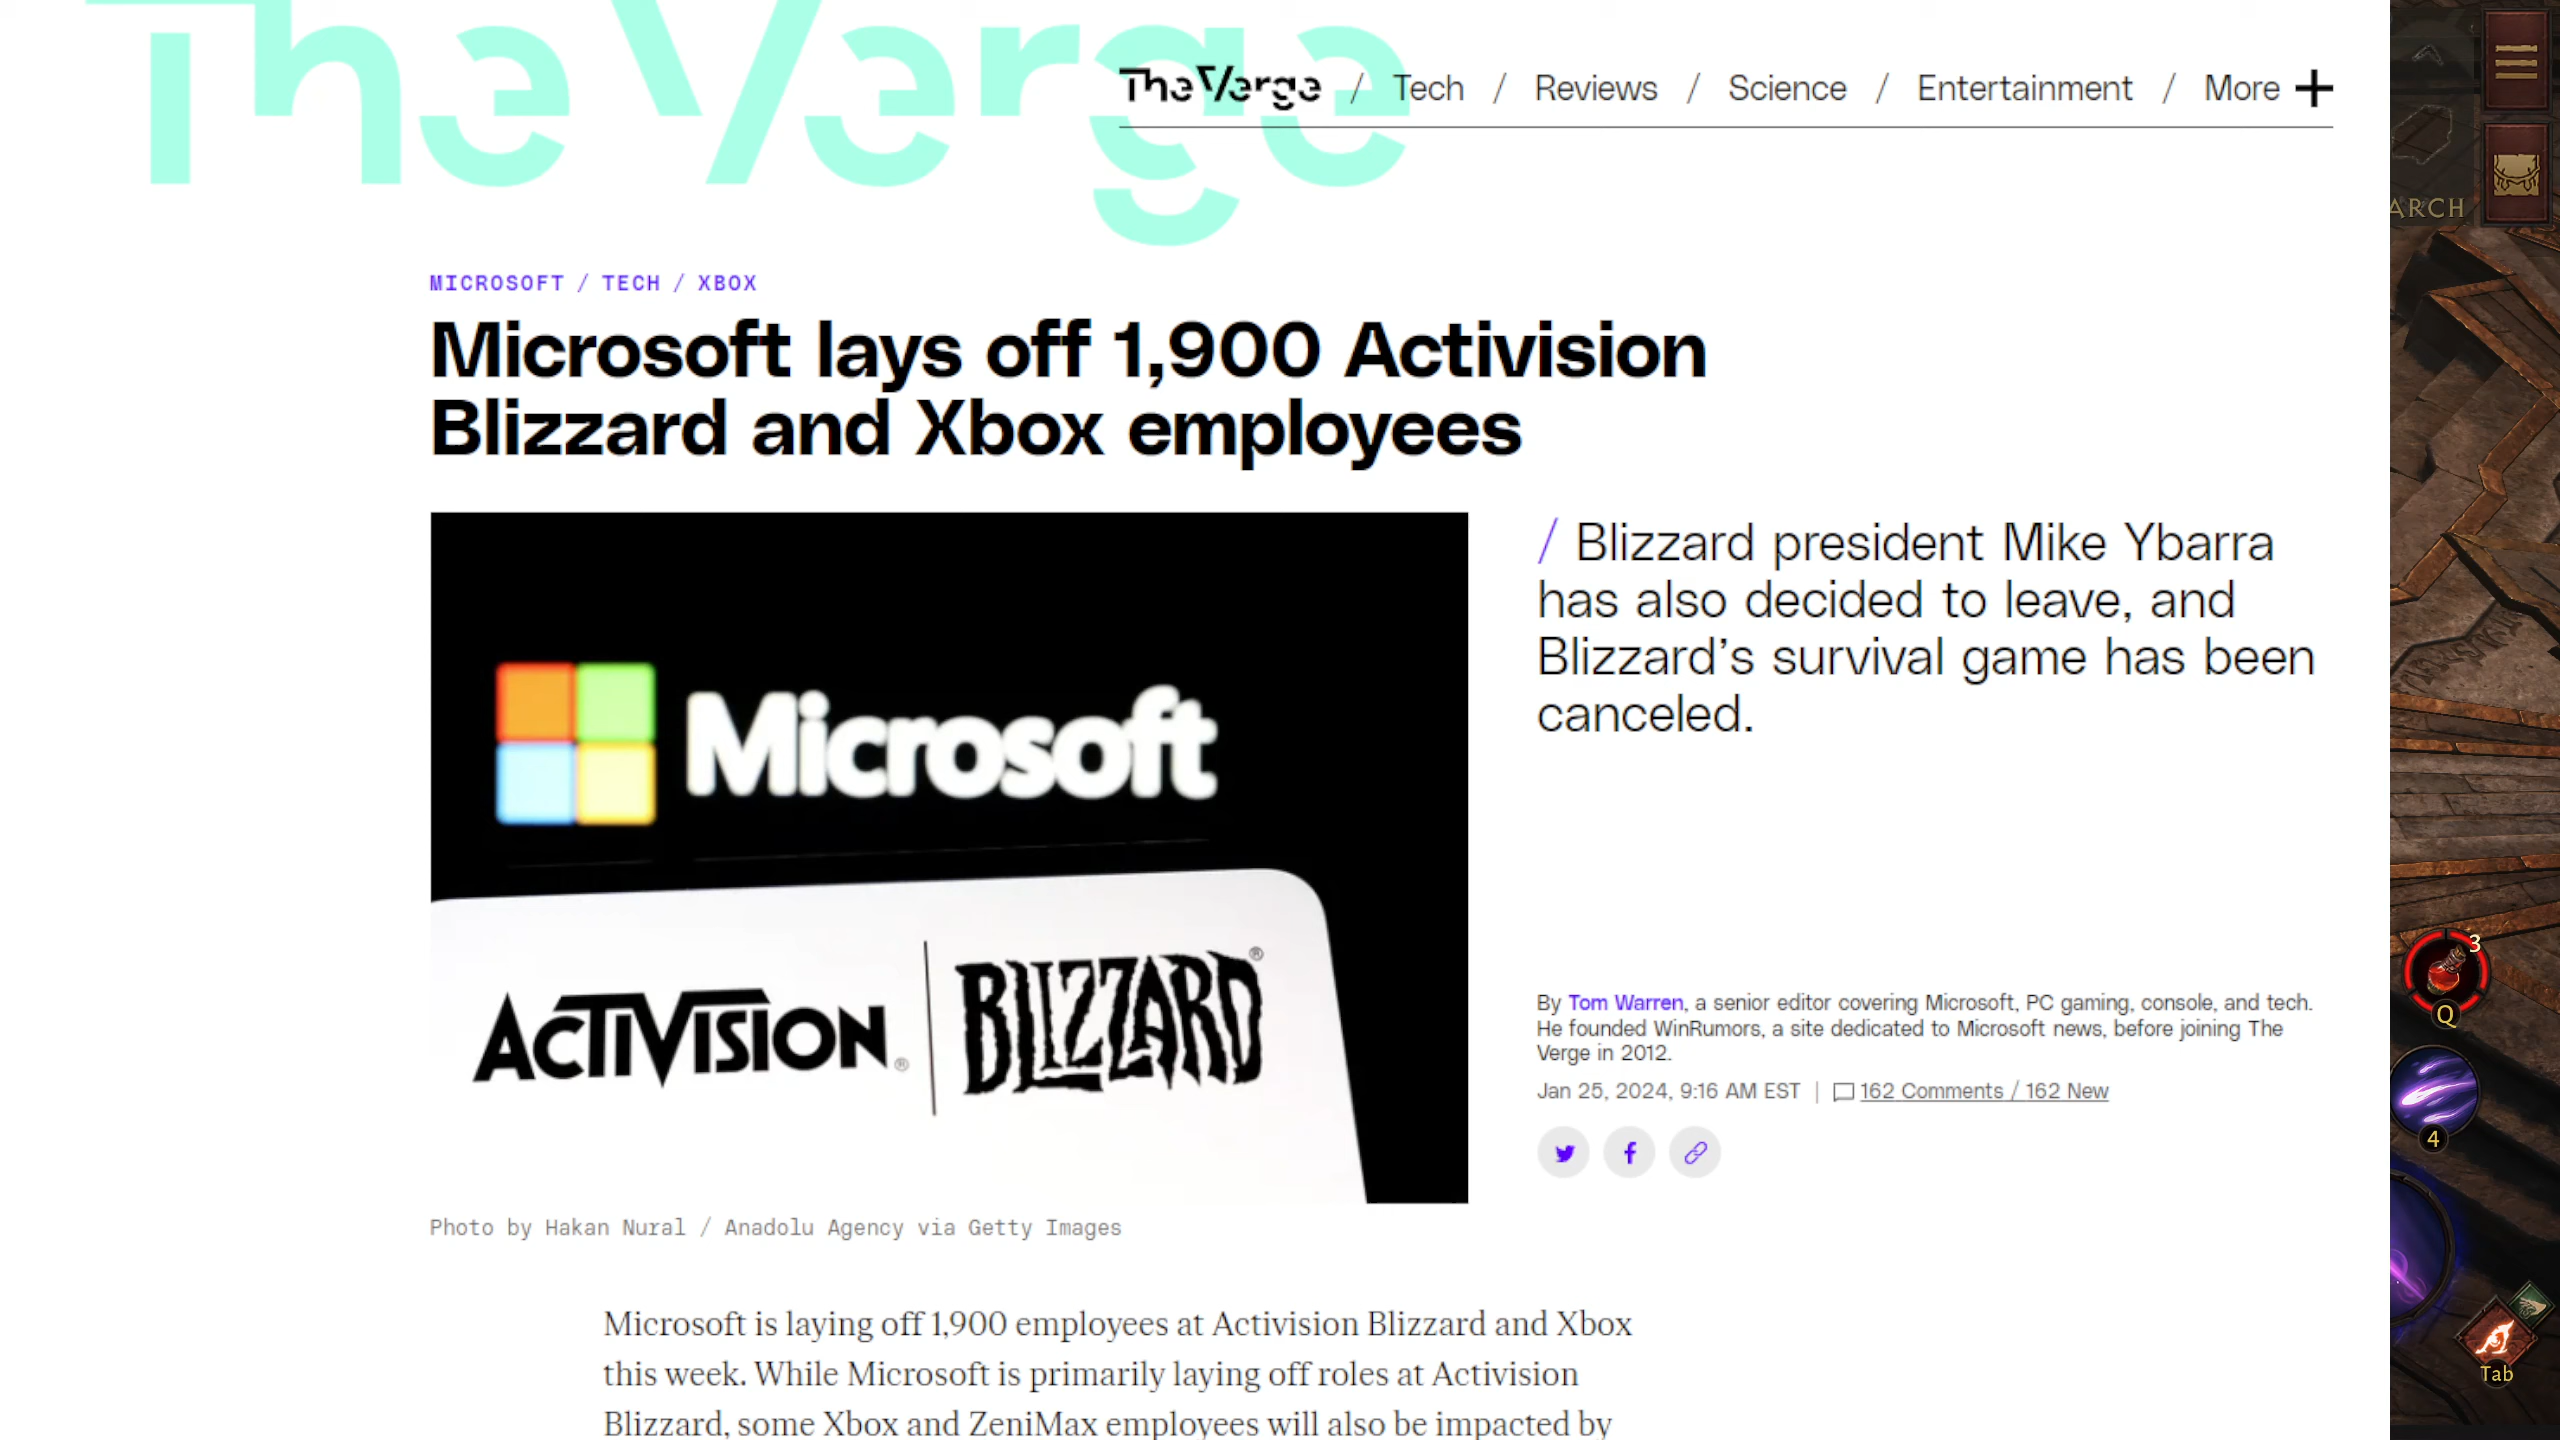 The Verge
The Verge / Tech / Reviews / Science / Entertainment / More +
ARCH
MICROSOFT / TECH / XBOX
Microsoft lays off 1,900 Activision
Blizzard and Xbox employees
Microsoft
ACTIVISION® | BLIZZARD®
/ Blizzard president Mike Ybarra
has also decided to leave, and
Blizzard’s survival game has been
canceled.
By Tom Warren, a senior editor covering Microsoft, PC gaming, console, and tech.
He founded WinRumors, a site dedicated to Microsoft news, before joining The
Verge in 2012.
Jan 25, 2024, 9:16 AM EST | 162 Comments / 162 New
Photo by Hakan Nural / Anadolu Agency via Getty Images
Microsoft is laying off 1,900 employees at Activision Blizzard and Xbox
this week. While Microsoft is primarily laying off roles at Activision
Blizzard, some Xbox and ZeniMax employees will also be impacted by
3
Q
4
Tab